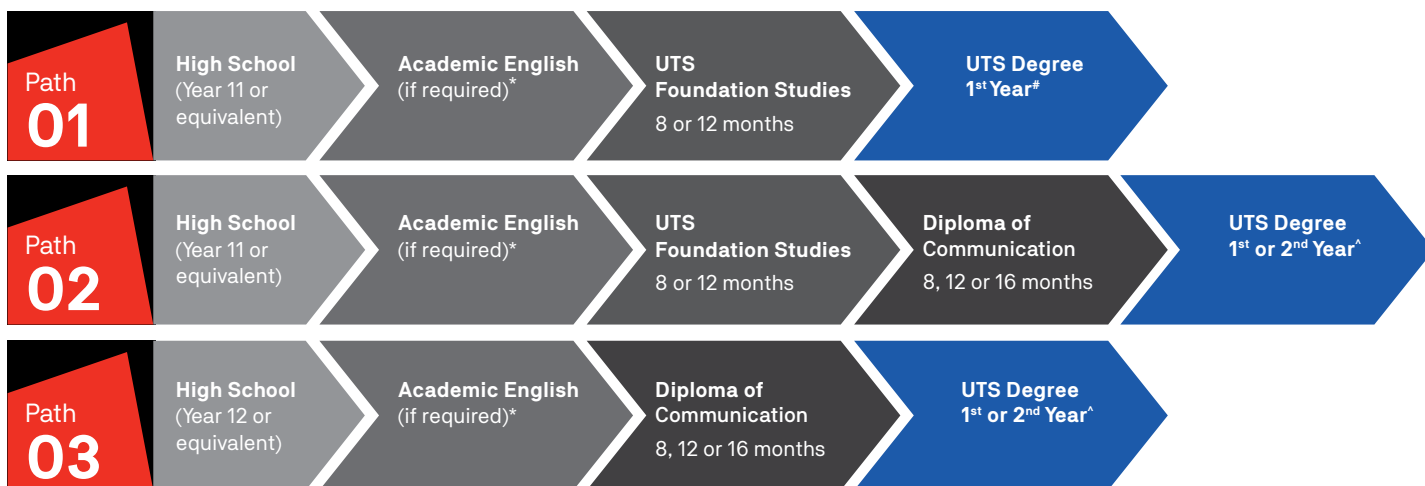 Path
01
High School
(Year 11 or
equivalent)
Academic English
(if required)*
UTS
Foundation Studies
8 or 12 months
UTS Degree
1st Year#
Path
02
High School
(Year 11 or
equivalent)
Academic English
(if required)*
UTS
Foundation Studies
8 or 12 months
Diploma of
Communication
8, 12 or 16 months
UTS Degree
1st or 2nd Year^
Path
03
High School
(Year 12 or
equivalent)
Academic English
(if required)*
Diploma of
Communication
8, 12 or 16 months
UTS Degree
1st or 2nd Year^